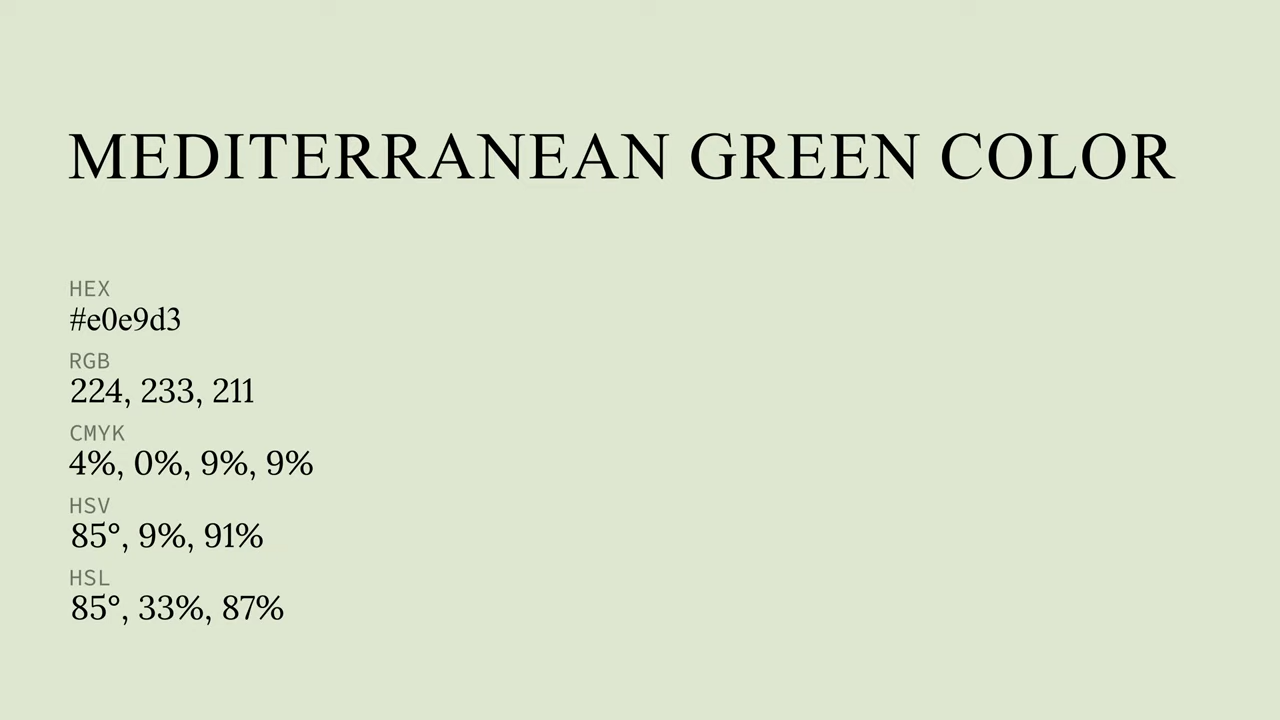 MEDITERRANEAN GREEN COLOR
HEX
#e0e9d3
RGB
224, 233, 211
CMYK
4%, 0%, 9%, 9%
HSV
85°, 9%, 91%
HSL
85°, 33%, 87%